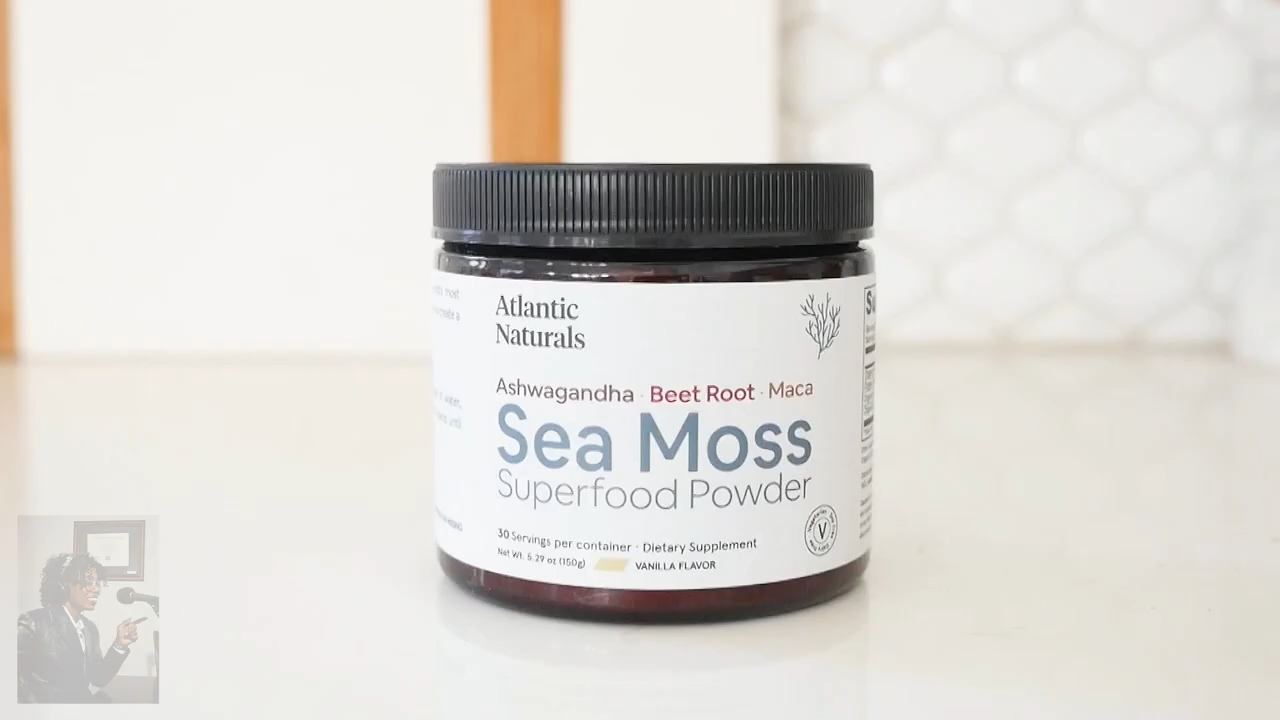 Atlantic
Naturals
Ashwagandha · Beet Root · Maca
Sea Moss
Superfood Powder
30 Servings per container · Dietary Supplement
Net Wt. 5.29 oz (150g)
VANILLA FLAVOR
V